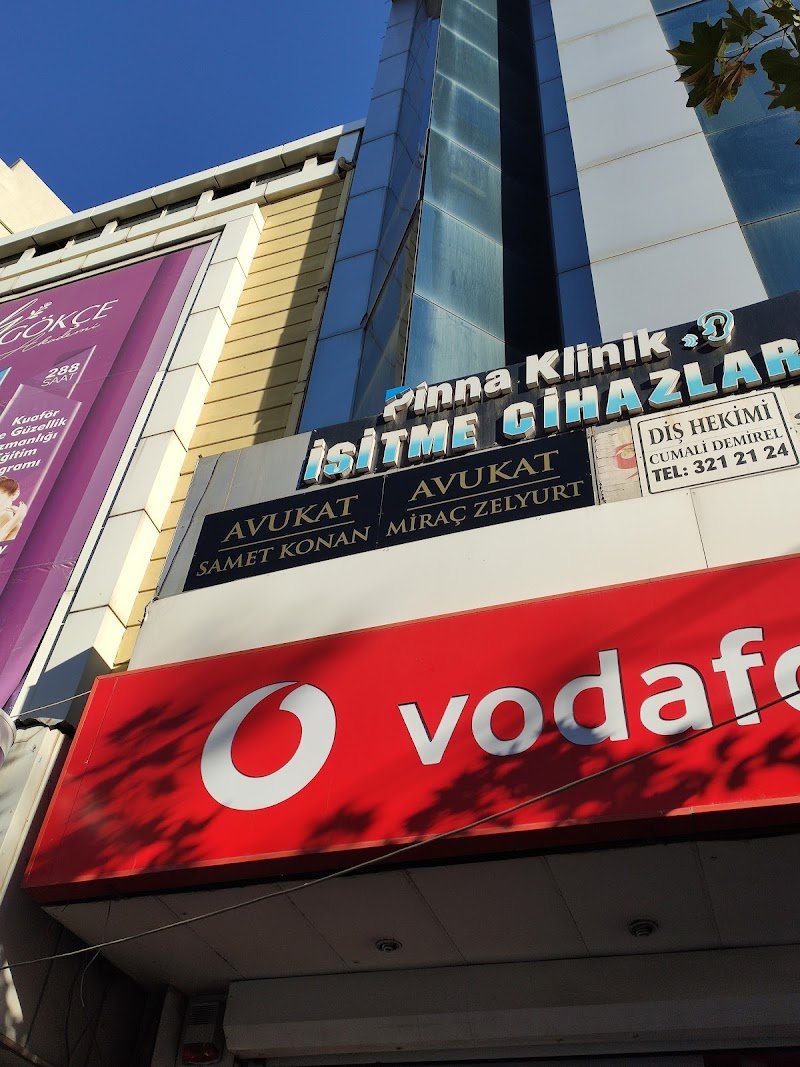 GÖKÇE
288
SAAT
Kuaför
Güzellik
Uzmanlığı
Eğitim
Programı
Pinna Klinik
İŞİTME CİHAZLAR
AVUKAT
SAMET KONAN
AVUKAT
MİRAÇ ZELYURT
DİŞ HEKİMİ
CUMALİ DEMİREL
TEL: 321 21 24
vodafo